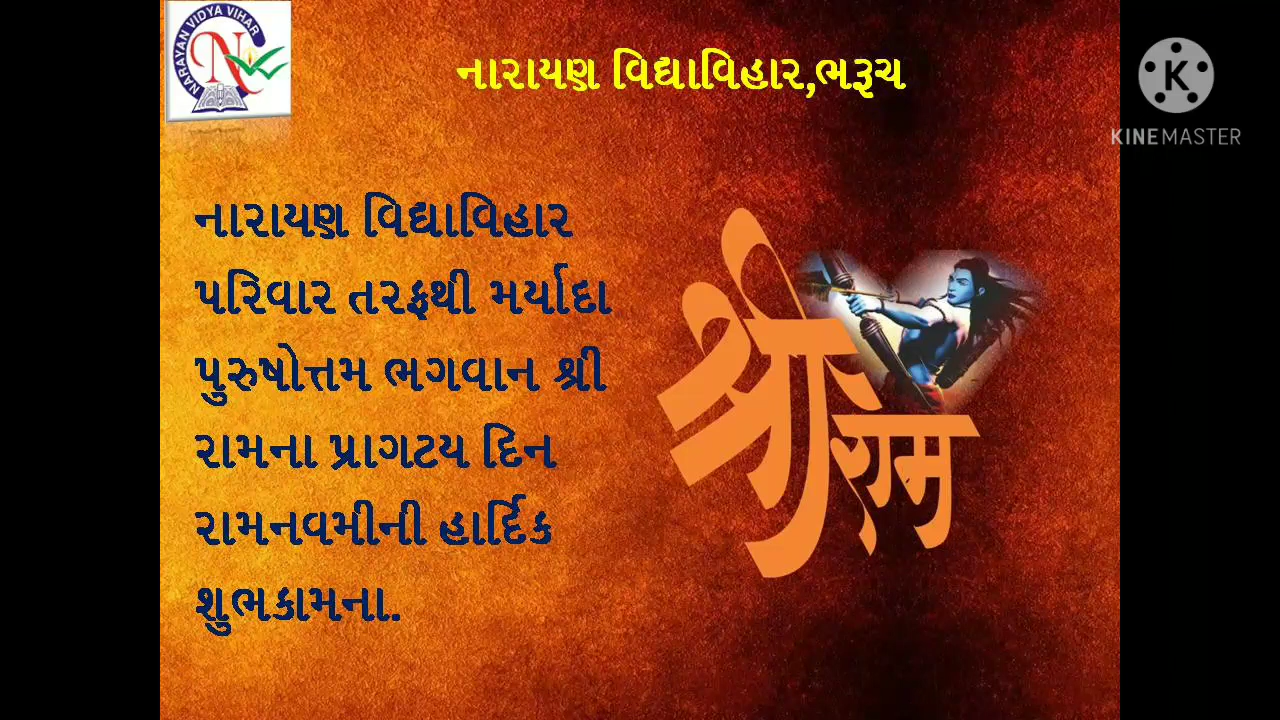 NARAYAN VIDYA VIHAR
નારાયણ વિદ્યાવિહાર,ભરૂચ
KINEMASTER
નારાયણ વિદ્યાવિહાર
પરિવાર તરફથી મર્યાદા
પુરુષોત્તમ ભગવાન શ્રી
રામના પ્રાગટય દિન
રામનવમીની હાર્દિક
શુભકામના.
श्री
राम